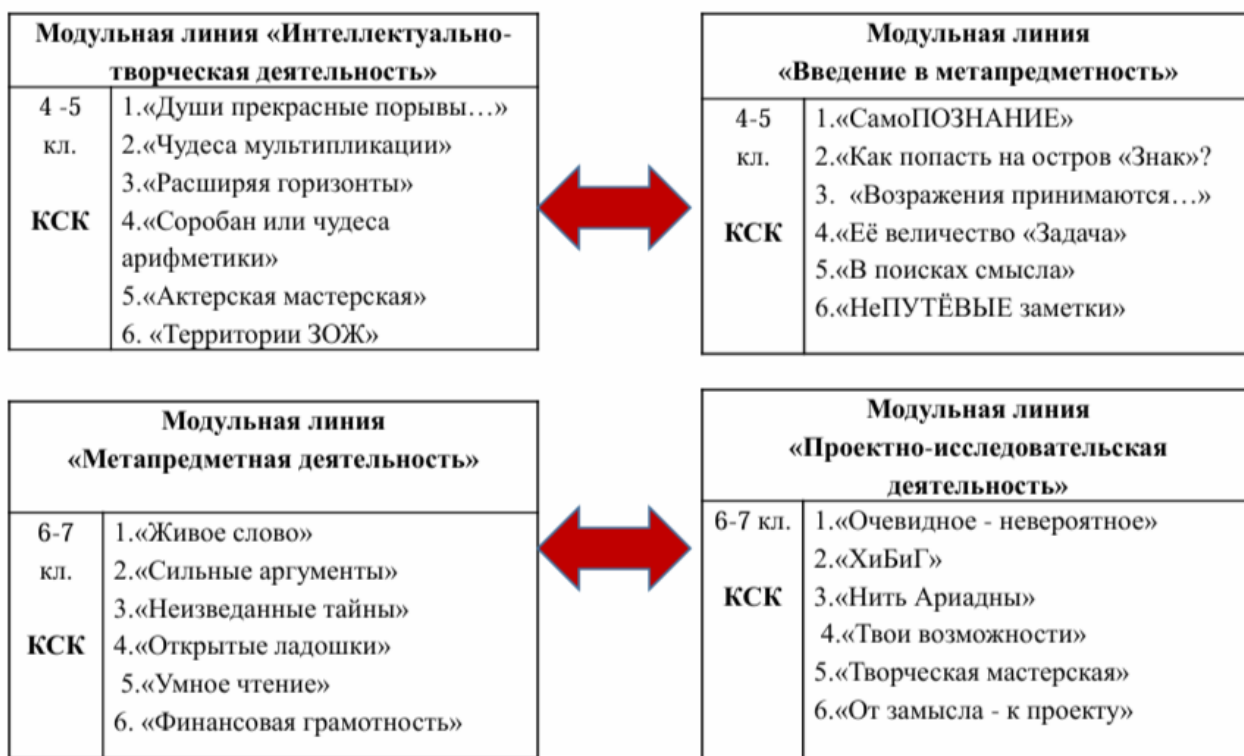 Модульная линия «Интеллектуально-
творческая деятельность»
4 -5
кл.
КСК
1.«Души прекрасные порывы…»
2.«Чудеса мультипликации»
3.«Расширяя горизонты»
4.«Соробан или чудеса
арифметики»
5.«Актерская мастерская»
6. «Территории ЗОЖ»
Модульная линия
«Введение в метапредметность»
4-5
кл.
КСК
1.«СамоПОЗНАНИЕ»
2.«Как попасть на остров «Знак»?
3. «Возражения принимаются…»
4.«Её величество «Задача»
5.«В поисках смысла»
6.«НеПУТЁВЫЕ заметки»
Модульная линия
«Метапредметная деятельность»
6-7
кл.
КСК
1.«Живое слово»
2.«Сильные аргументы»
3.«Неизведанные тайны»
4.«Открытые ладошки»
5.«Умное чтение»
6. «Финансовая грамотность»
Модульная линия
«Проектно-исследовательская
деятельность»
6-7 кл.
КСК
1.«Очевидное - невероятное»
2.«ХиБиГ»
3.«Нить Ариадны»
4.«Твои возможности»
5.«Творческая мастерская»
6.«От замысла - к проекту»